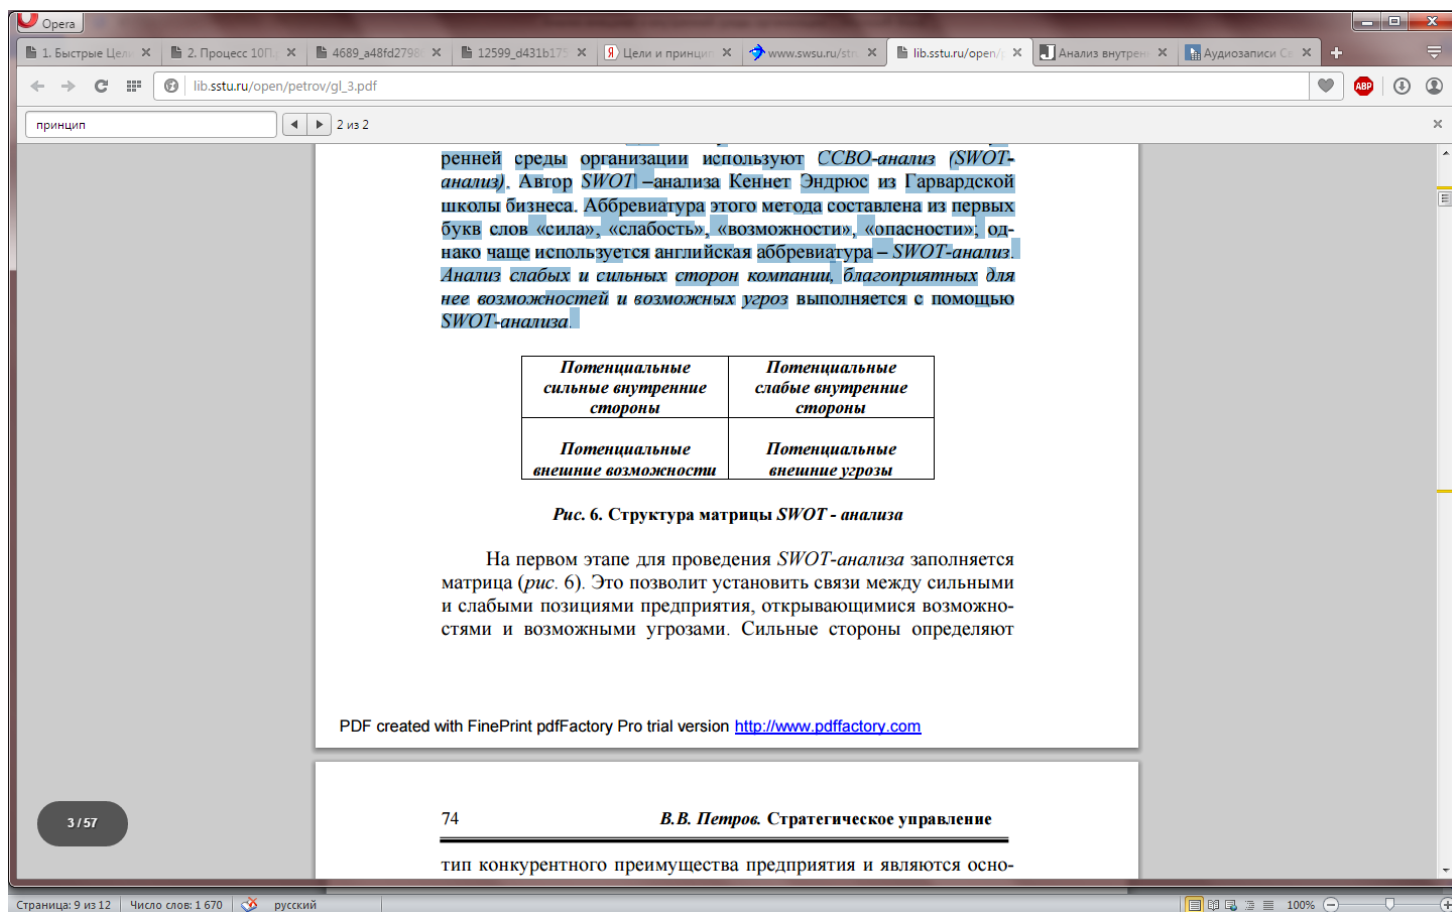 Opera
1. Быстрые Цел
2. Процесс 10П.
4689_a48fd2798
12599_d431b175
Цели и принцип
www.swsu.ru/stru
lib.sstu.ru/open/p
Анализ внутрен
Аудиозаписи Се
lib.sstu.ru/open/petrov/gl_3.pdf
ABP
принцип
2 из 2
ренней среды организации используют ССВО-анализ (SWOT-
анализ). Автор SWOT –анализа Кеннет Эндрюс из Гарвардской
школы бизнеса. Аббревиатура этого метода составлена из первых
букв слов «сила», «слабость», «возможности», «опасности»; од-
нако чаще используется английская аббревиатура – SWOT-анализ.
Анализ слабых и сильных сторон компании, благоприятных для
нее возможностей и возможных угроз выполняется с помощью
SWOT-анализа.
Потенциальные
сильные внутренние
стороны
Потенциальные
слабые внутренние
стороны
Потенциальные
внешние возможности
Потенциальные
внешние угрозы
Рис. 6. Структура матрицы SWOT - анализа
На первом этапе для проведения SWOT-анализа заполняется
матрица (рис. 6). Это позволит установить связи между сильными
и слабыми позициями предприятия, открывающимися возможно-
стями и возможными угрозами. Сильные стороны определяют
PDF created with FinePrint pdfFactory Pro trial version http://www.pdffactory.com
3 / 57
74 В.В. Петров. Стратегическое управление
тип конкурентного преимущества предприятия и являются осно-
Страница: 9 из 12 Число слов: 1 670 русский 100%